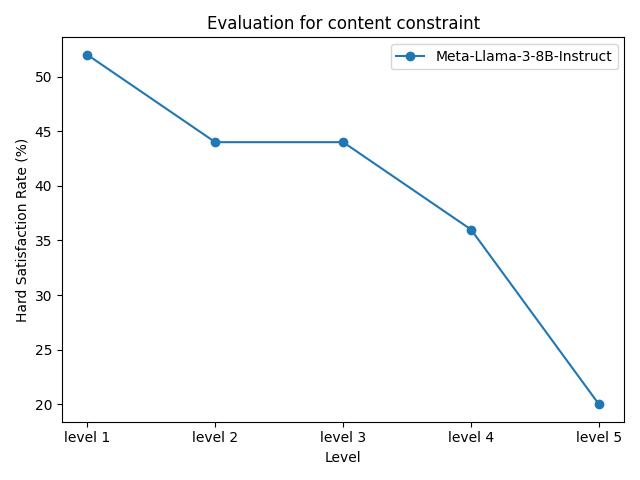 Evaluation for content constraint
Meta-Llama-3-8B-Instruct
Hard Satisfaction Rate (%)
50
45
40
35
30
25
20
level 1 level 2 level 3 level 4 level 5
Level